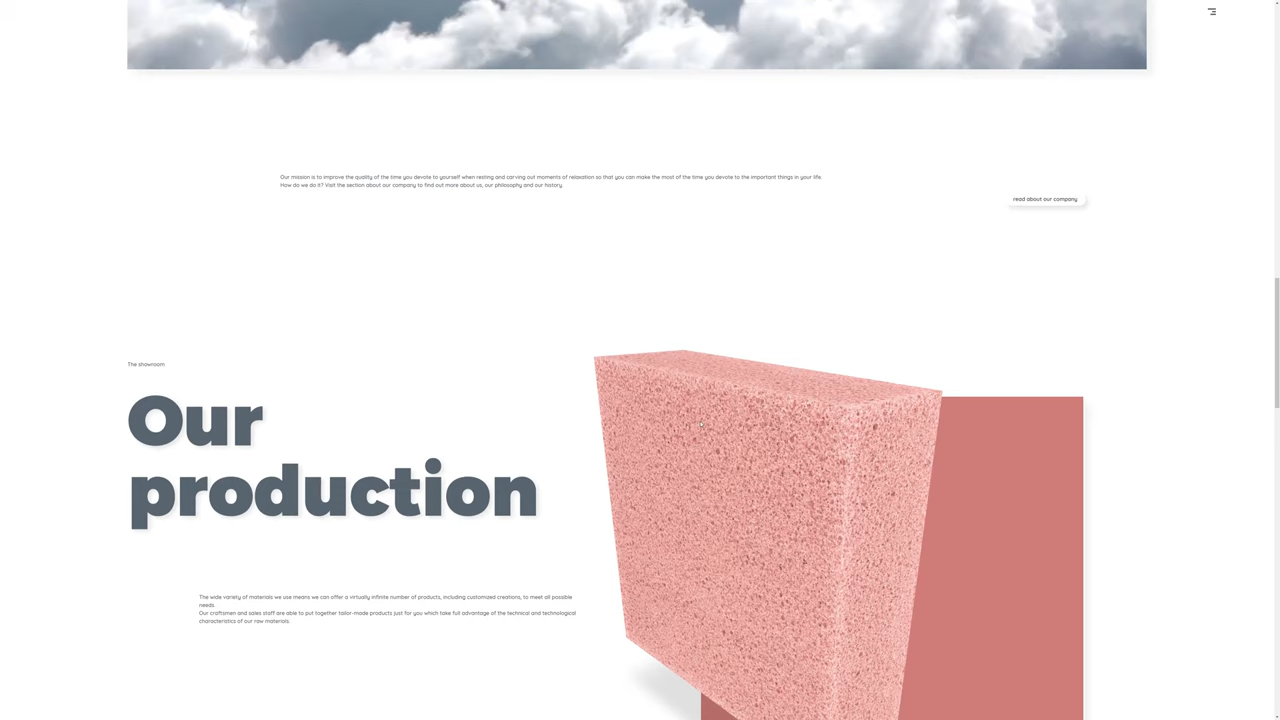 Our mission is to improve the quality of the time you devote to yourself when resting and carving out moments of relaxation so that you can make the most of the time you devote to the important things in your life.
How do we do it? Visit the section about our company to find out more about us, our philosophy and our history
read about our company
The showroom
Our
production
The wide variety of materials we use means we can offer a virtually infinite number of products, including customized creations, to meet all possible
needs.
Our craftsmen and sales staff are able to put together tailor-made products just for you which take full advantage of the technical and technological
characteristics of our raw materials.